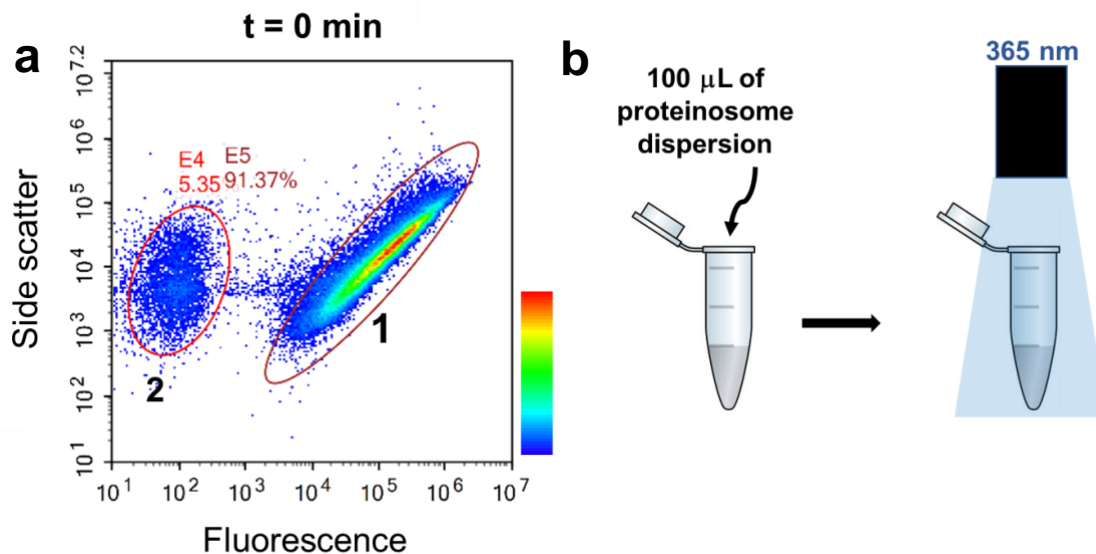 a
t = 0 min
10^7.2
10^6
10^5
10^4
10^3
10^2
10^1
Side scatter
E4
5.35
E5
91.37%
1
2
10^1 10^2 10^3 10^4 10^5 10^6 10^7
Fluorescence
b
100 μL of
proteinosome
dispersion
365 nm